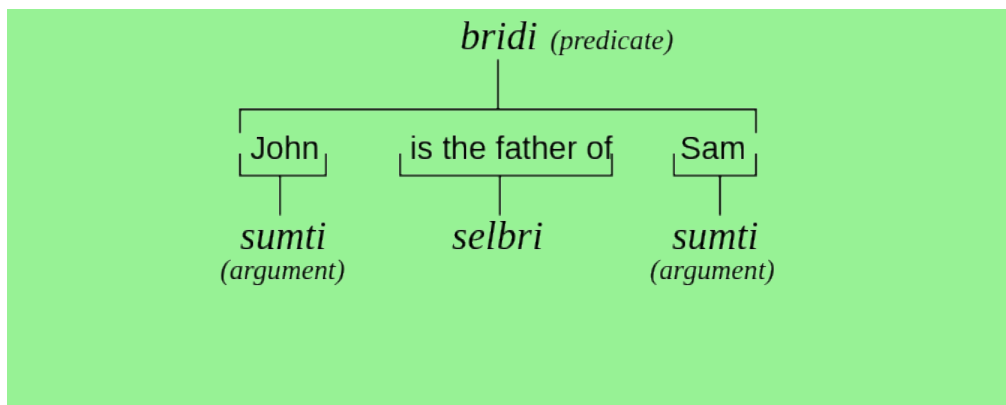 bridi (predicate)
John is the father of Sam
sumti selbri sumti
(argument) (argument)